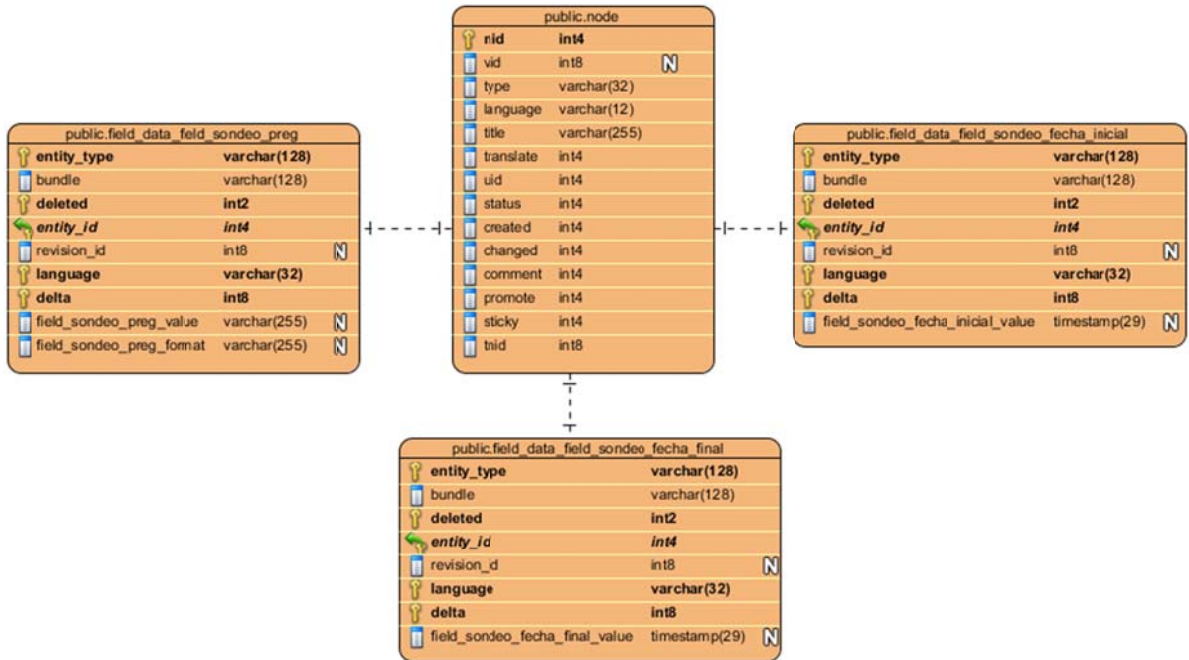 public.node
nid int4
vid int8 N
type varchar(32)
language varchar(12)
title varchar(255)
translate int4
uid int4
status int4
created int4
changed int4
comment int4
promote int4
sticky int4
tnid int8
public.field_data_feld_sondeo_preg
entity_type varchar(128)
bundle varchar(128)
deleted int2
entity_id int4
revision_id int8 N
language varchar(32)
delta int8
field_sondeo_preg_value varchar(255) N
field_sondeo_preg_format varchar(255) N
public.field_data_field_sondeo_fecha_inicial
entity_type varchar(128)
bundle varchar(128)
deleted int2
entity_id int4
revision_id int8 N
language varchar(32)
delta int8
field_sondeo_fecha_inicial_value timestamp(29) N
public.field_data_field_sondeo_fecha_final
entity_type varchar(128)
bundle varchar(128)
deleted int2
entity_id int4
revision_id int8 N
language varchar(32)
delta int8
field_sondeo_fecha_final_value timestamp(29) N